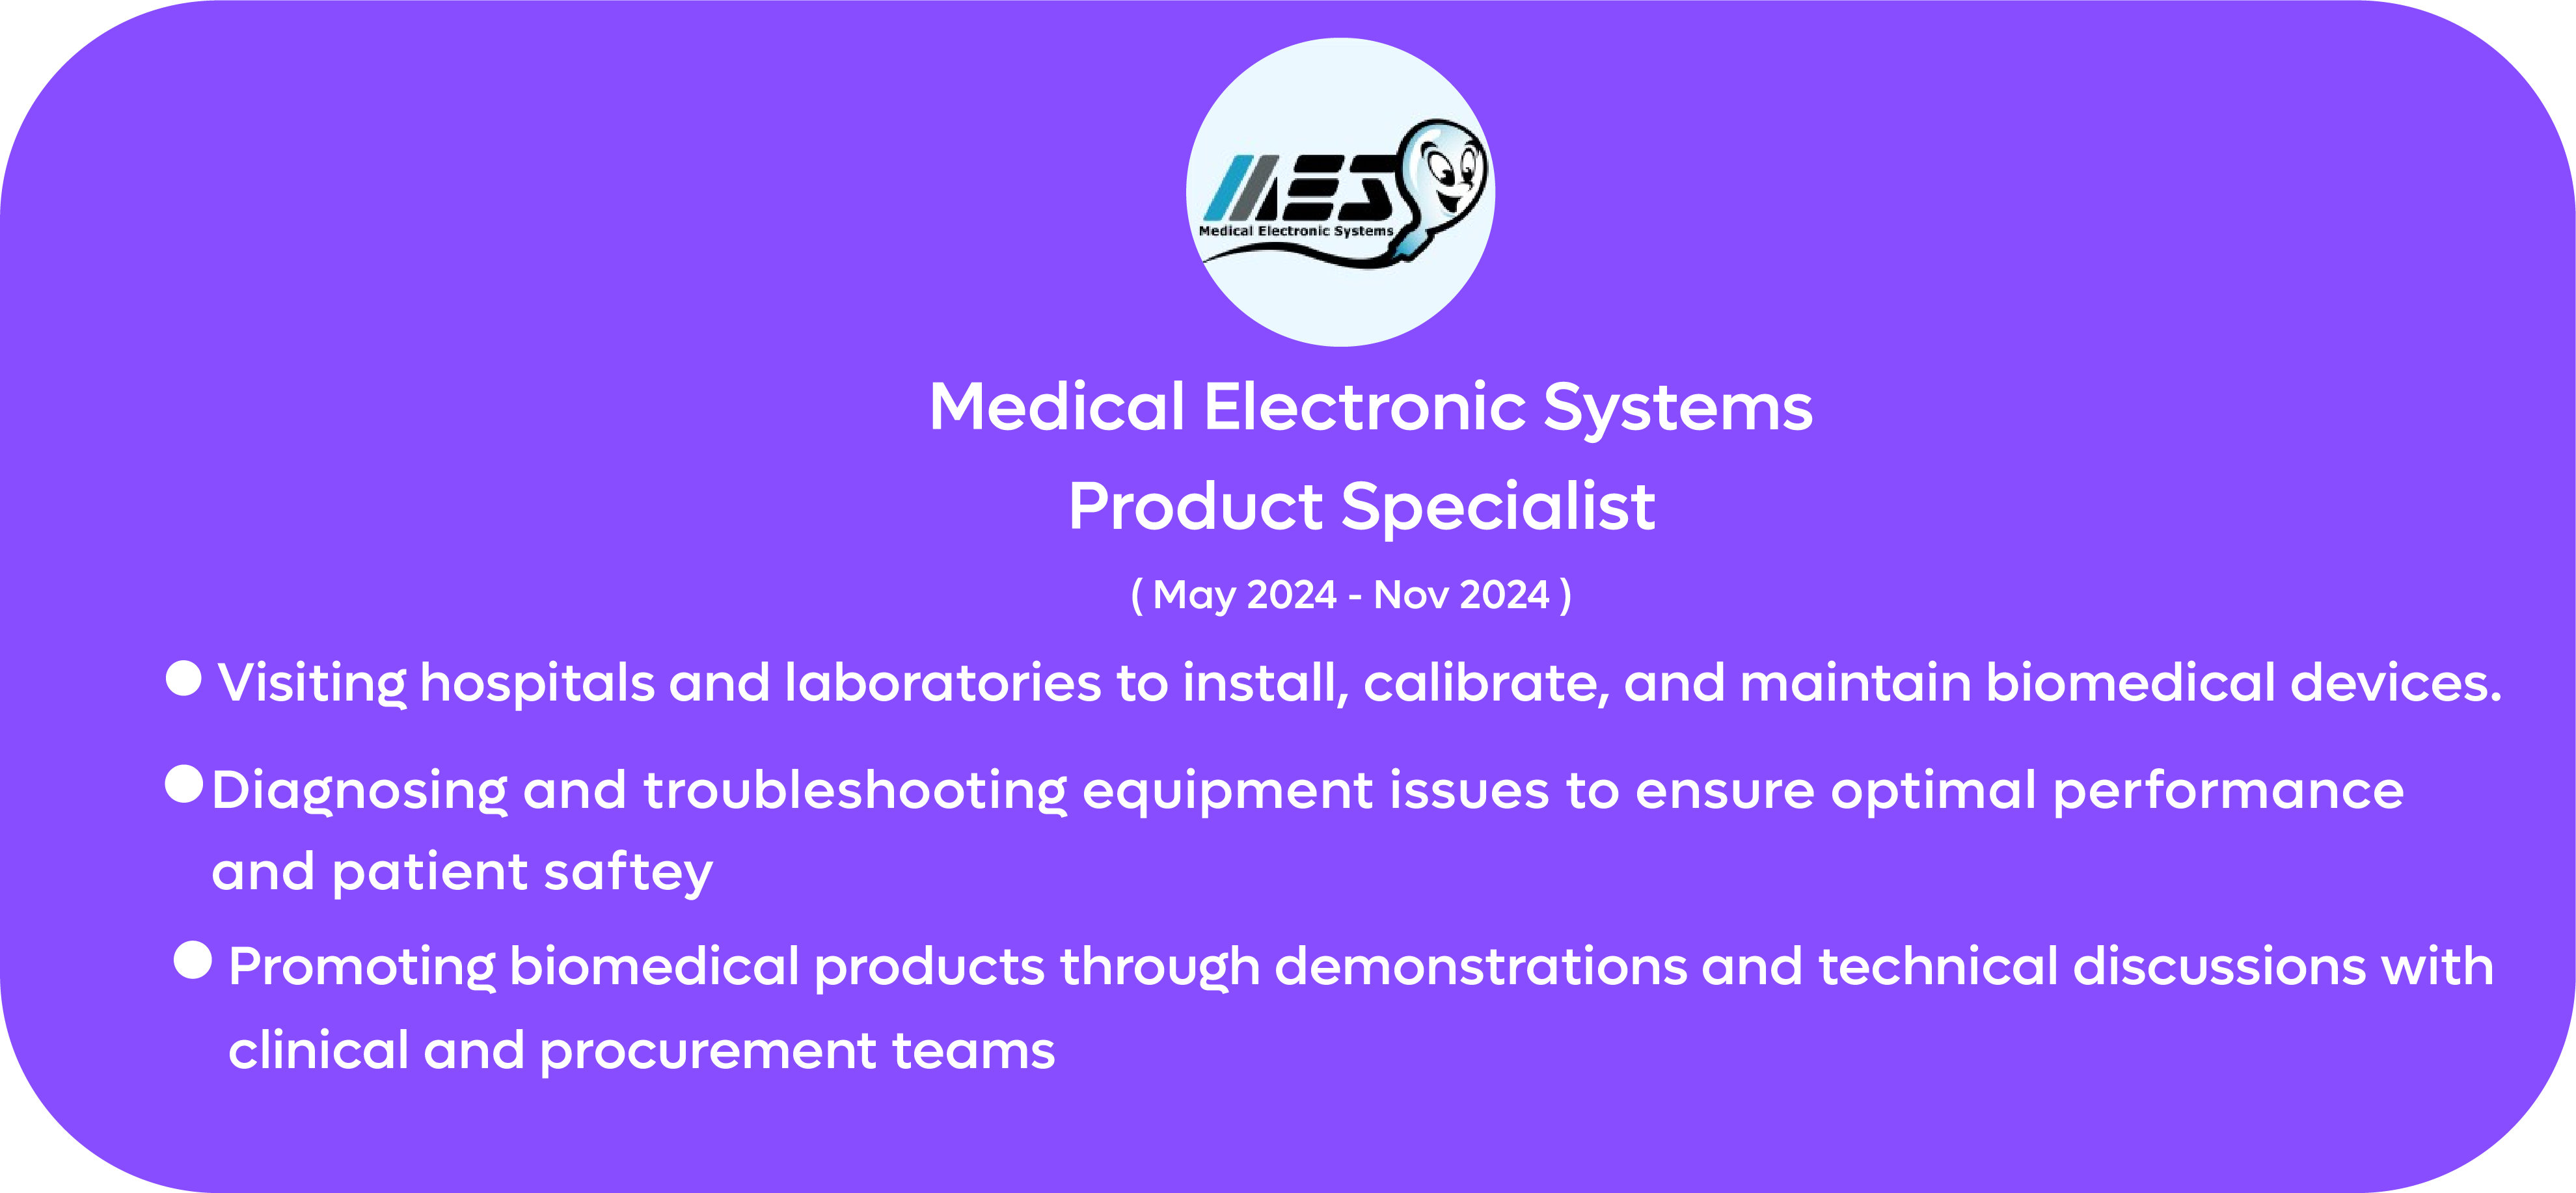 MES
Medical Electronic Systems
Medical Electronic Systems
Product Specialist
( May 2024 - Nov 2024 )
● Visiting hospitals and laboratories to install, calibrate, and maintain biomedical devices.
● Diagnosing and troubleshooting equipment issues to ensure optimal performance
and patient saftey
● Promoting biomedical products through demonstrations and technical discussions with
clinical and procurement teams